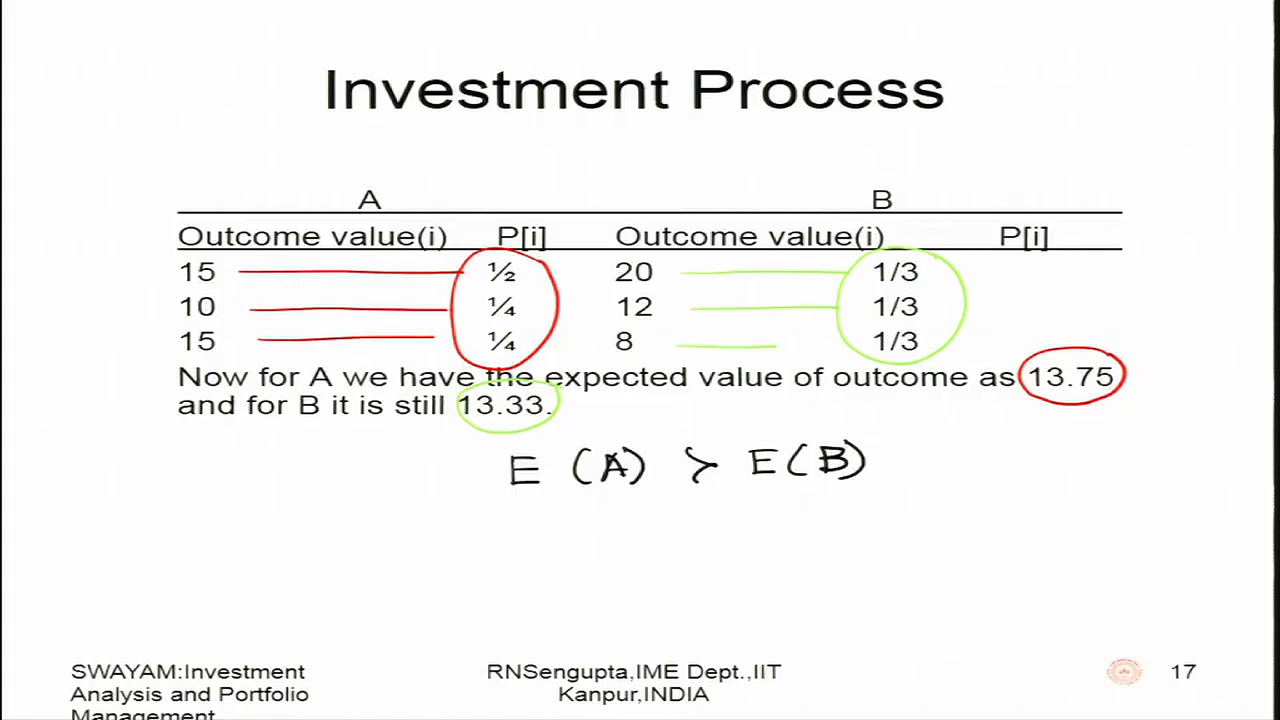 Investment Process
A B
Outcome value(i) P[i] Outcome value(i) P[i]
15 ½ 20 1/3
10 ¼ 12 1/3
15 ¼ 8 1/3
Now for A we have the expected value of outcome as 13.75
and for B it is still 13.33.
E (A) > E(B)
SWAYAM:Investment
Analysis and Portfolio
Management
RNSengupta,IME Dept.,IIT
Kanpur,INDIA
17